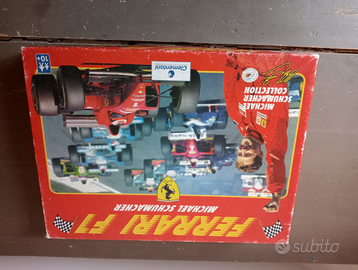 MICHAEL
SCHUMACHER
COLLECTION
Clementoni
10+
FERRARI F1
MICHAEL SCHUMACHER
subito